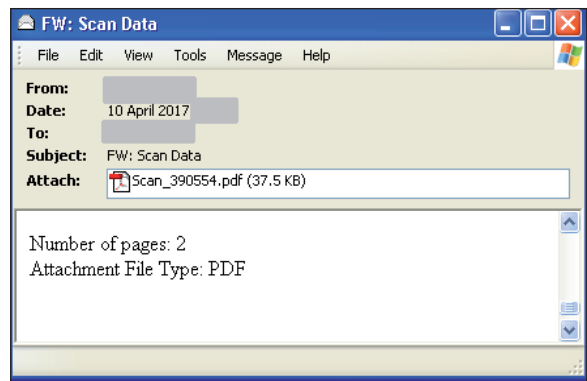 FW: Scan Data
File Edit View Tools Message Help
From:
Date: 10 April 2017
To:
Subject: FW: Scan Data
Attach: Scan_390554.pdf (37.5 KB)
Number of pages: 2
Attachment File Type: PDF